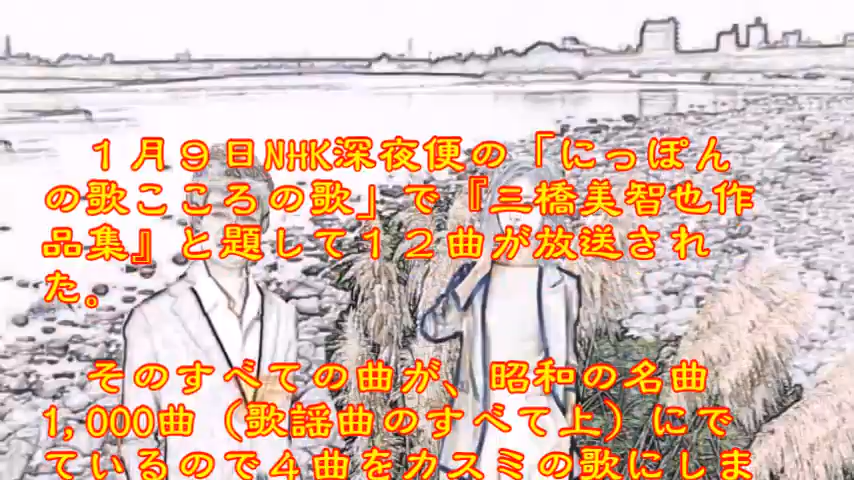 １月９日NHK深夜便の「にっぽん
の歌こころの歌」で『三橋美智也作
品集』と題して１２曲が放送され
た。
そのすべての曲が、昭和の名曲
1,000曲（歌謡曲のすべて上）にで
ているので４曲をカスミの歌にしま